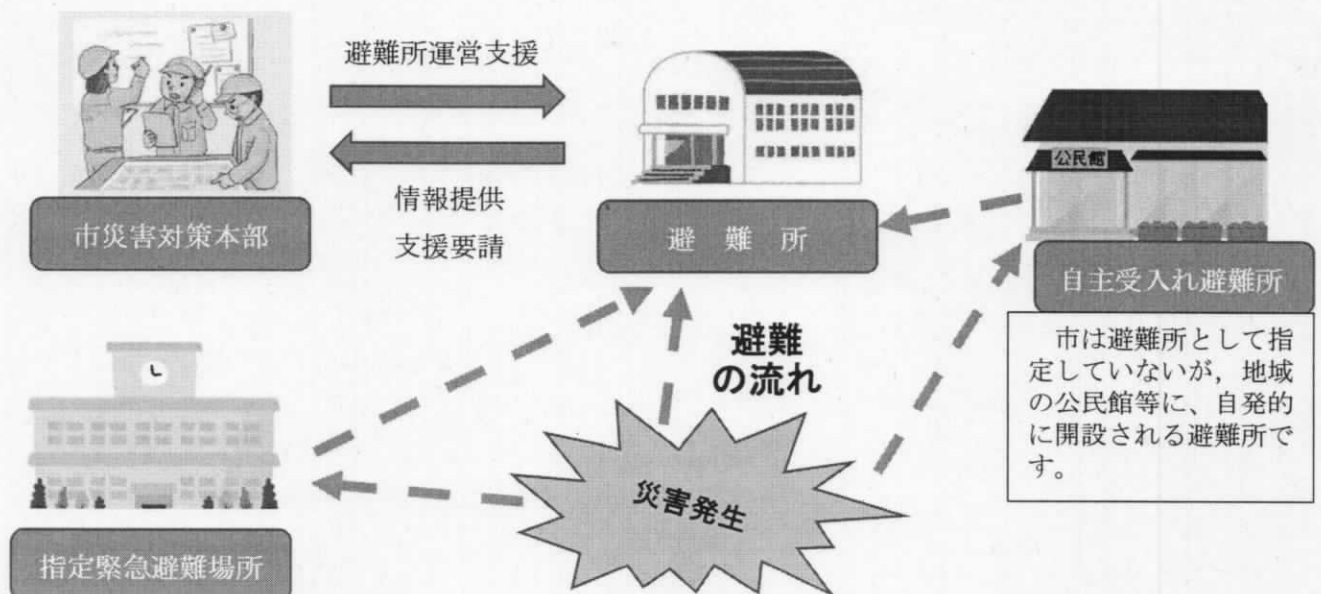 避難所運営支援
情報提供
支援要請
市災害対策本部
避難所
公民館
自主受入れ避難所
市は避難所として指
定していないが，地域
の公民館等に、自発的
に開設される避難所で
す。
避難
の流れ
災害発生
指定緊急避難場所